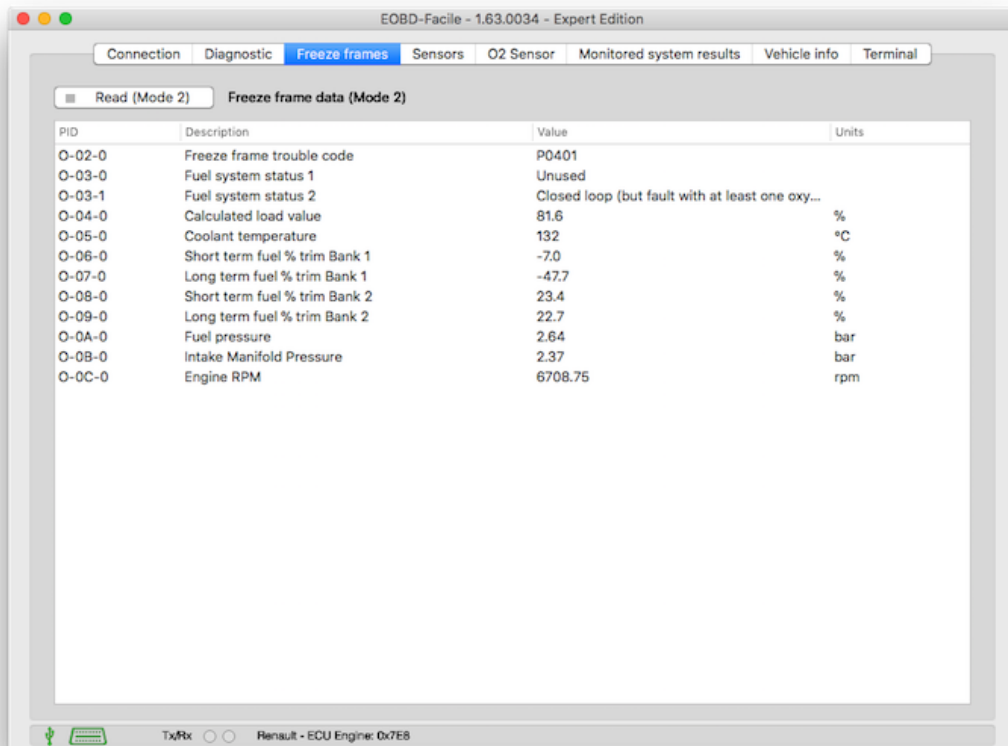 EOBD-Facile - 1.63.0034 - Expert Edition
Connection Diagnostic Freeze frames Sensors O2 Sensor Monitored system results Vehicle info Terminal
Read (Mode 2) Freeze frame data (Mode 2)
PID Description Value Units
O-02-0 Freeze frame trouble code P0401
O-03-0 Fuel system status 1 Unused
O-03-1 Fuel system status 2 Closed loop (but fault with at least one oxy...
O-04-0 Calculated load value 81.6 %
O-05-0 Coolant temperature 132 °C
O-06-0 Short term fuel % trim Bank 1 -7.0 %
O-07-0 Long term fuel % trim Bank 1 -47.7 %
O-08-0 Short term fuel % trim Bank 2 23.4 %
O-09-0 Long term fuel % trim Bank 2 22.7 %
O-0A-0 Fuel pressure 2.64 bar
O-0B-0 Intake Manifold Pressure 2.37 bar
O-0C-0 Engine RPM 6708.75 rpm
Tx/Rx Renault - ECU Engine: 0x7E8